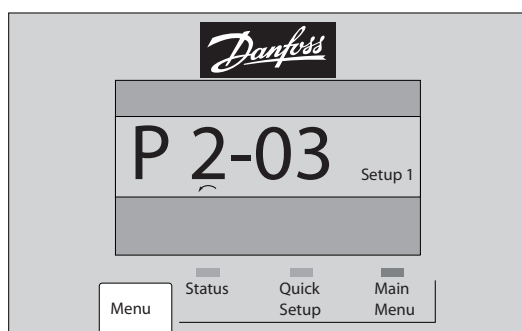 Danfoss
P 2-03
Setup 1
Status
Quick Setup
Main Menu
Menu